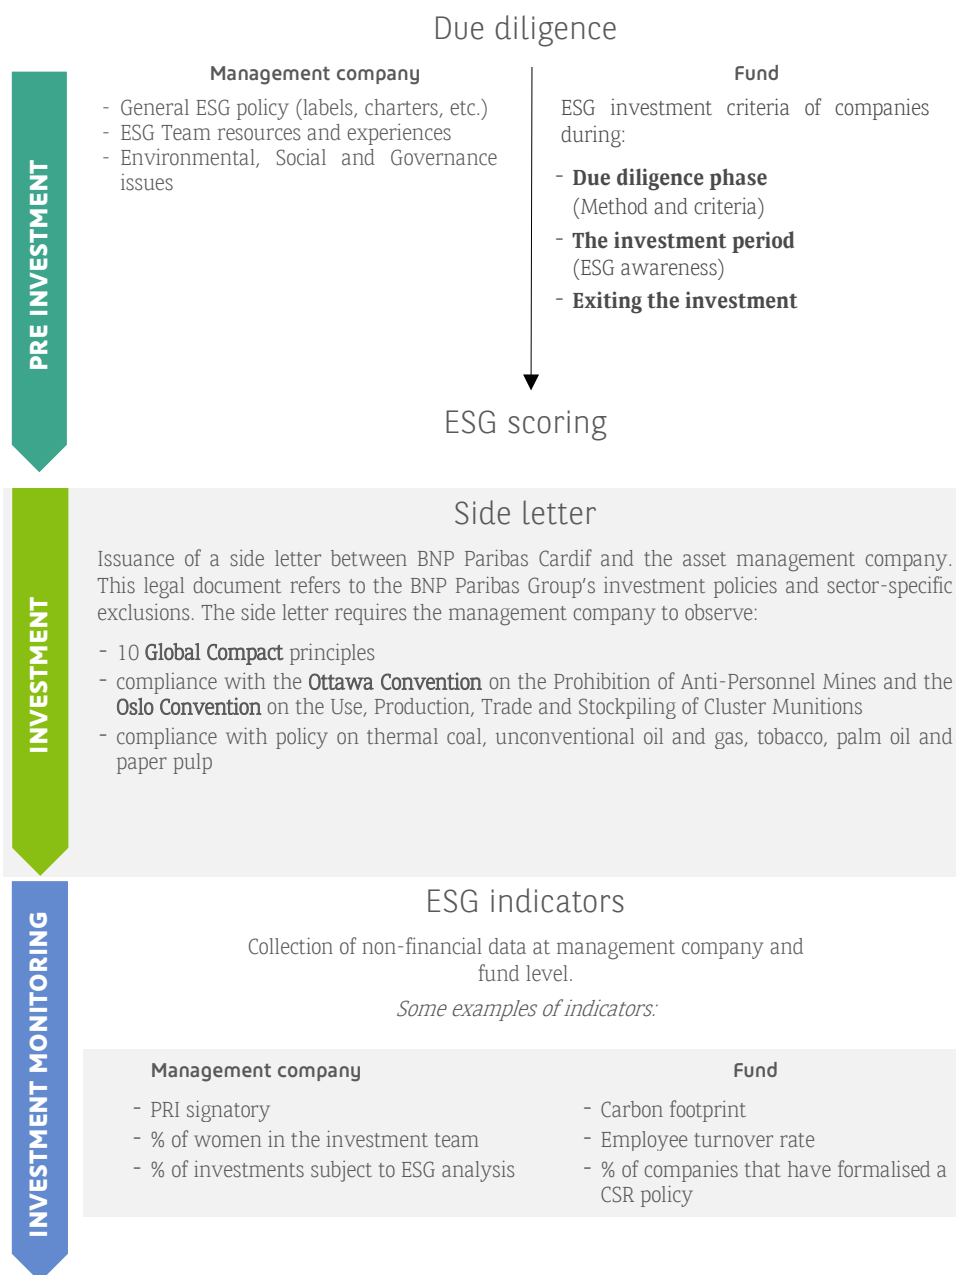 Due diligence
PRE INVESTMENT
Management company
- General ESG policy (labels, charters, etc.)
- ESG Team resources and experiences
- Environmental, Social and Governance
issues
Fund
ESG investment criteria of companies
during:
- Due diligence phase
(Method and criteria)
- The investment period
(ESG awareness)
- Exiting the investment
ESG scoring
INVESTMENT
Side letter
Issuance of a side letter between BNP Paribas Cardif and the asset management company.
This legal document refers to the BNP Paribas Group's investment policies and sector-specific
exclusions. The side letter requires the management company to observe:
- 10 Global Compact principles
- compliance with the Ottawa Convention on the Prohibition of Anti-Personnel Mines and the
Oslo Convention on the Use, Production, Trade and Stockpiling of Cluster Munitions
- compliance with policy on thermal coal, unconventional oil and gas, tobacco, palm oil and
paper pulp
INVESTMENT MONITORING
ESG indicators
Collection of non-financial data at management company and
fund level.
Some examples of indicators:
Management company
- PRI signatory
- % of women in the investment team
- % of investments subject to ESG analysis
Fund
- Carbon footprint
- Employee turnover rate
- % of companies that have formalised a
CSR policy